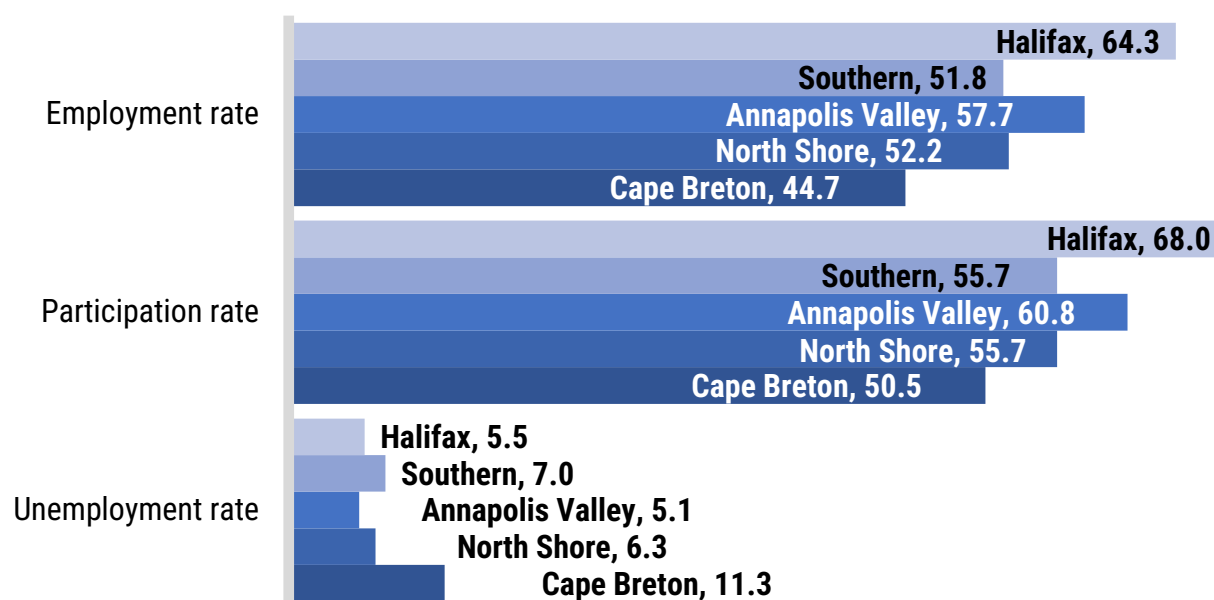 Halifax, 64.3
Southern, 51.8
Employment rate
Annapolis Valley, 57.7
North Shore, 52.2
Cape Breton, 44.7
Halifax, 68.0
Southern, 55.7
Participation rate
Annapolis Valley, 60.8
North Shore, 55.7
Cape Breton, 50.5
Halifax, 5.5
Southern, 7.0
Unemployment rate
Annapolis Valley, 5.1
North Shore, 6.3
Cape Breton, 11.3